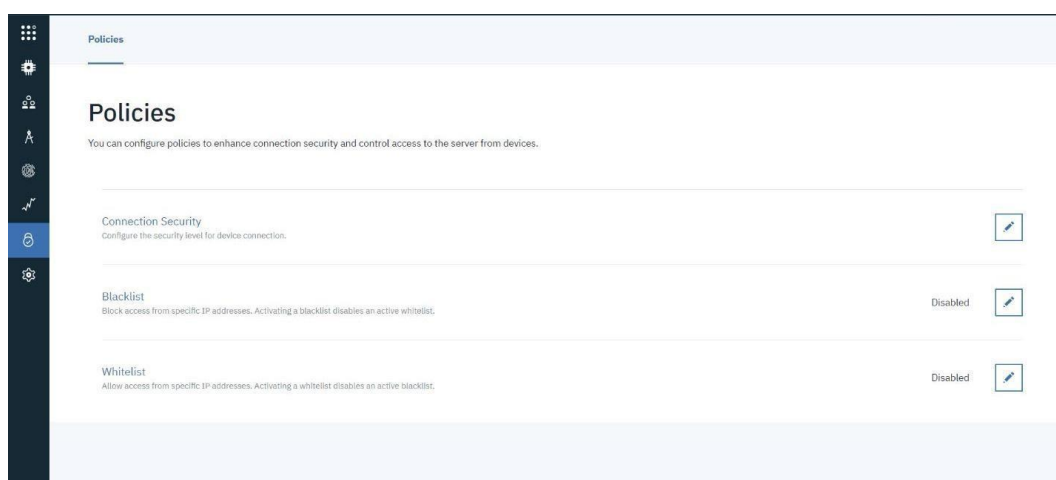 Policies
Policies
You can configure policies to enhance connection security and control access to the server from devices.
Connection Security
Configure the security level for device connection.
Blacklist
Block access from specific IP addresses. Activating a blacklist disables an active whitelist.
Disabled
Whitelist
Allow access from specific IP addresses. Activating a whitelist disables an active blacklist.
Disabled